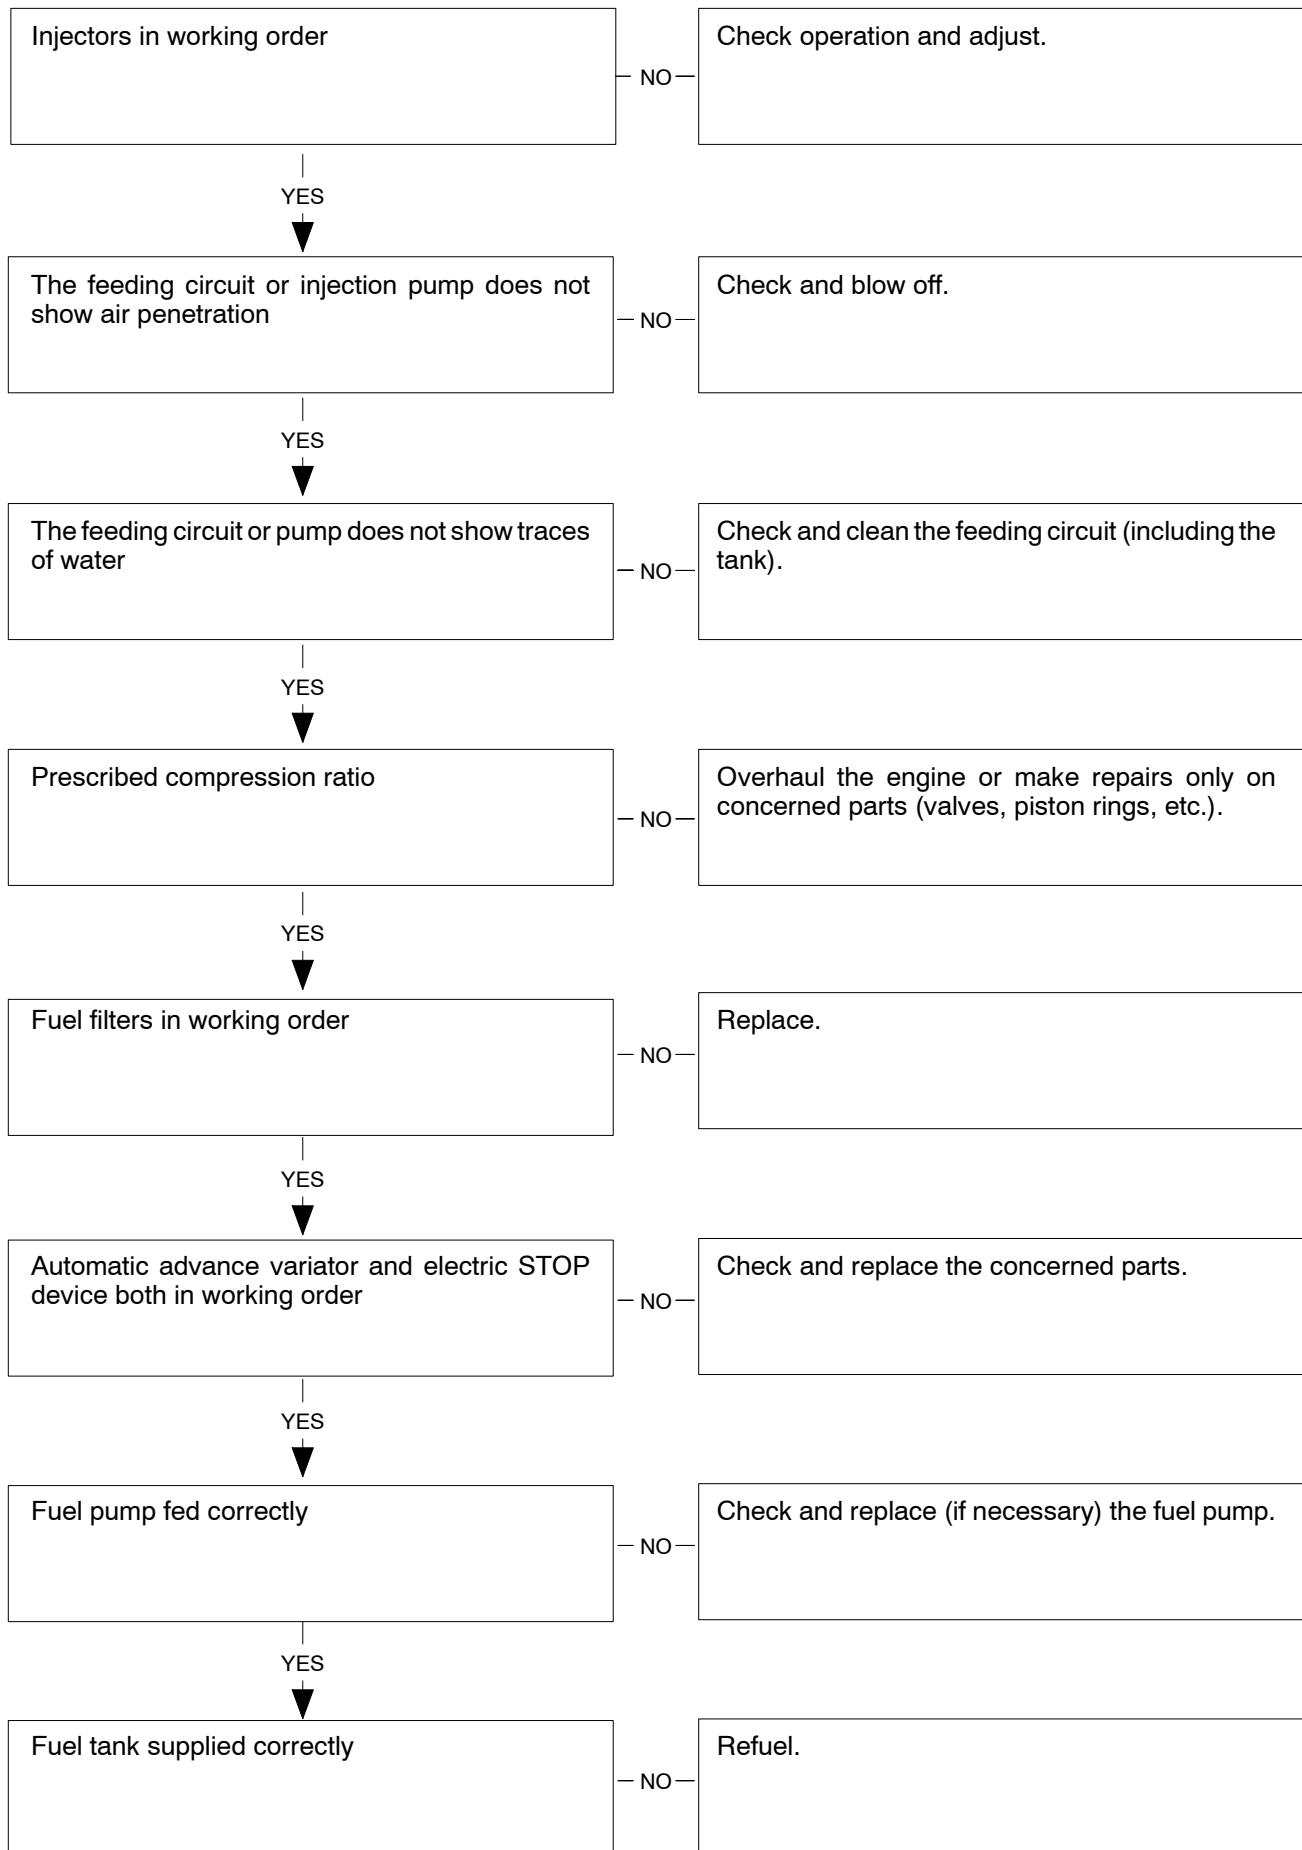 Injectors in working order
NO
Check operation and adjust.
YES
The feeding circuit or injection pump does not
show air penetration
NO
Check and blow off.
YES
The feeding circuit or pump does not show traces
of water
NO
Check and clean the feeding circuit (including the
tank).
YES
Prescribed compression ratio
NO
Overhaul the engine or make repairs only on
concerned parts (valves, piston rings, etc.).
YES
Fuel filters in working order
NO
Replace.
YES
Automatic advance variator and electric STOP
device both in working order
NO
Check and replace the concerned parts.
YES
Fuel pump fed correctly
NO
Check and replace (if necessary) the fuel pump.
YES
Fuel tank supplied correctly
NO
Refuel.